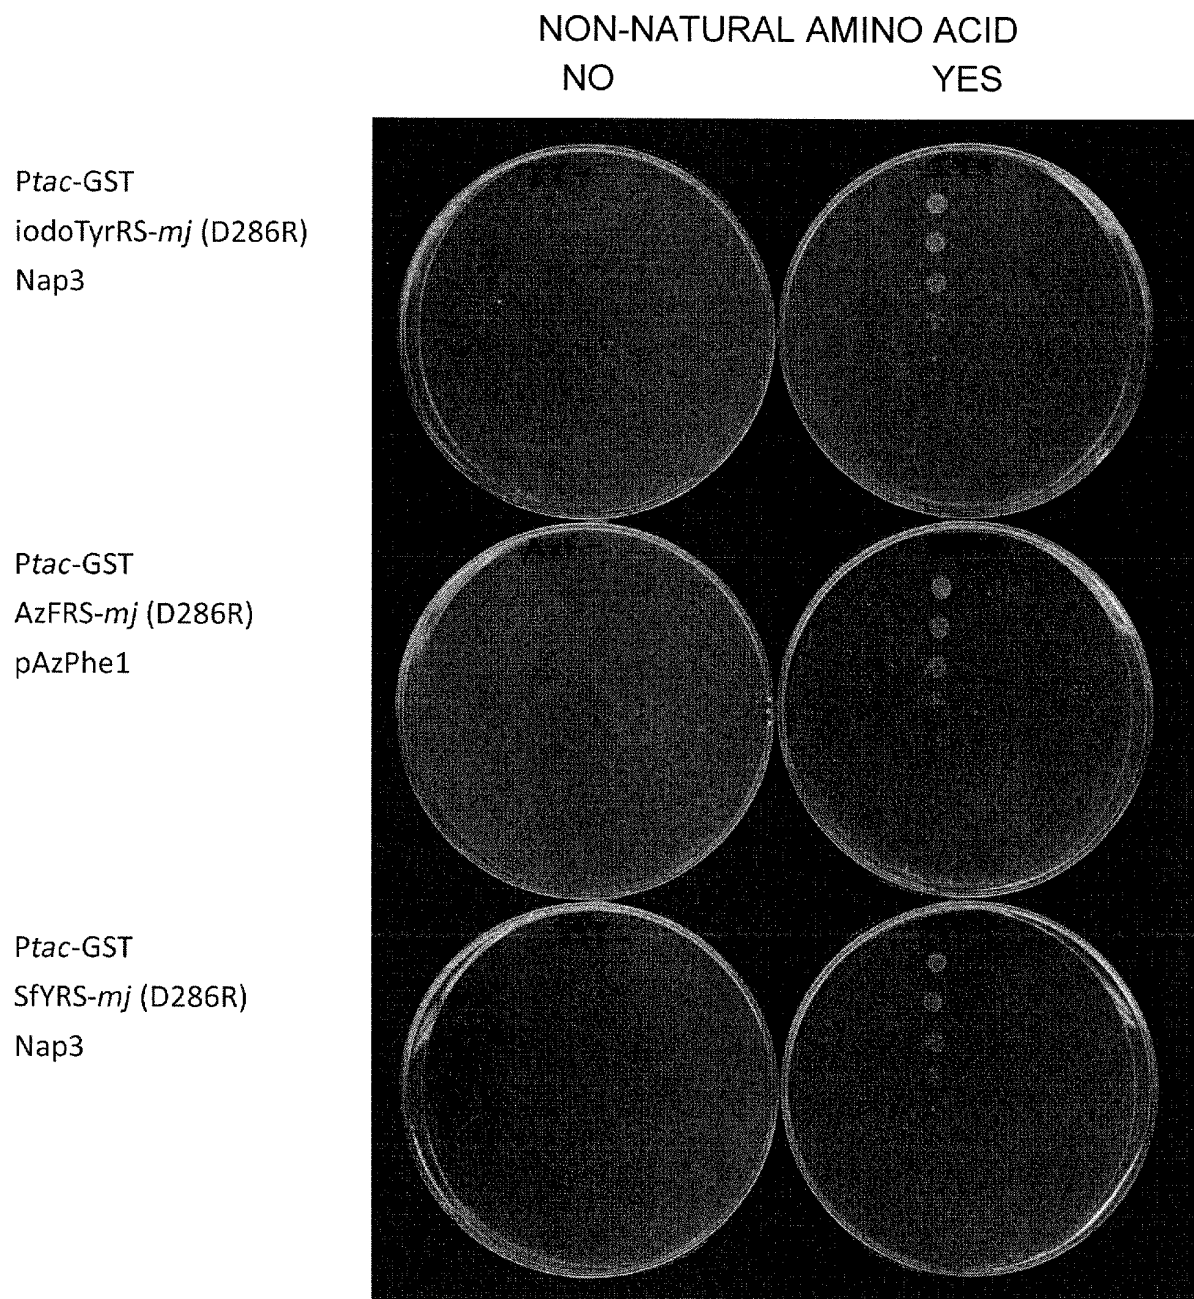 NON-NATURAL AMINO ACID
NO YES
Ptac-GST
iodoTyrRS-mj (D286R)
Nap3
Ptac-GST
AzFRS-mj (D286R)
pAzPhe1
Ptac-GST
SfYRS-mj (D286R)
Nap3